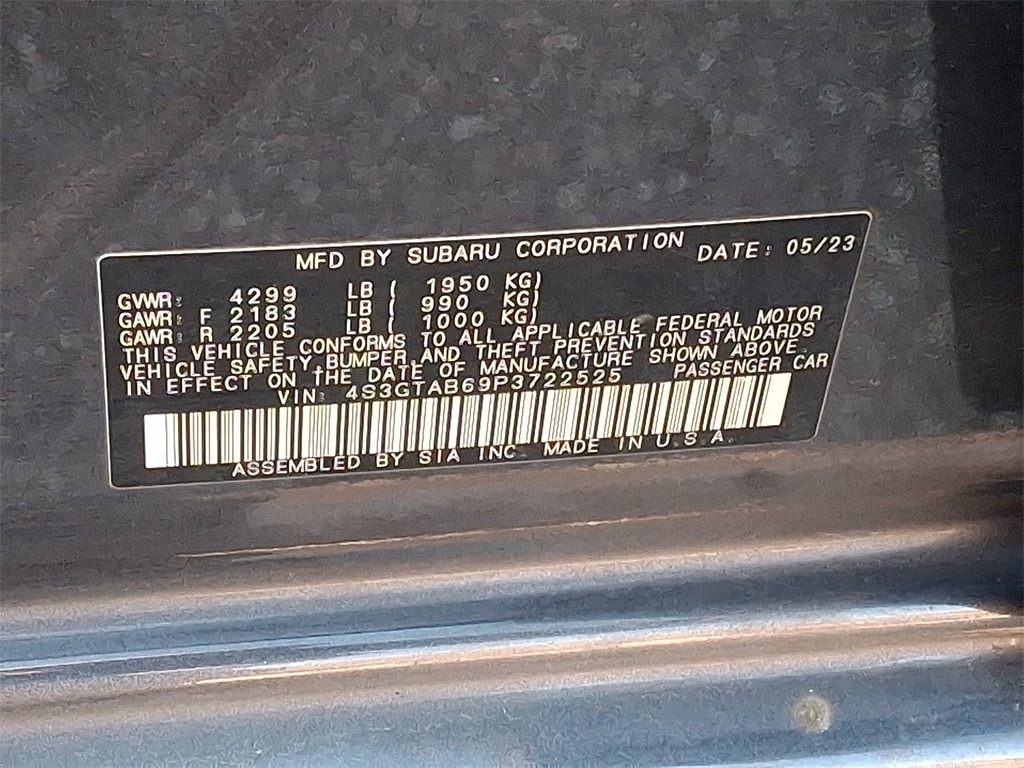 MFD BY SUBARU CORPORATION DATE: 05/23
GVWR: 4299 LB ( 1950 KG)
GAWR: F 2183 LB ( 990 KG)
GAWR: R 2205 LB ( 1000 KG)
THIS VEHICLE CONFORMS TO ALL APPLICABLE FEDERAL MOTOR
VEHICLE SAFETY, BUMPER, AND THEFT PREVENTION STANDARDS
IN EFFECT ON THE DATE OF MANUFACTURE SHOWN ABOVE.
VIN: 4S3GTAB69P3722525 PASSENGER CAR
ASSEMBLED BY SIA INC. MADE IN U.S.A.